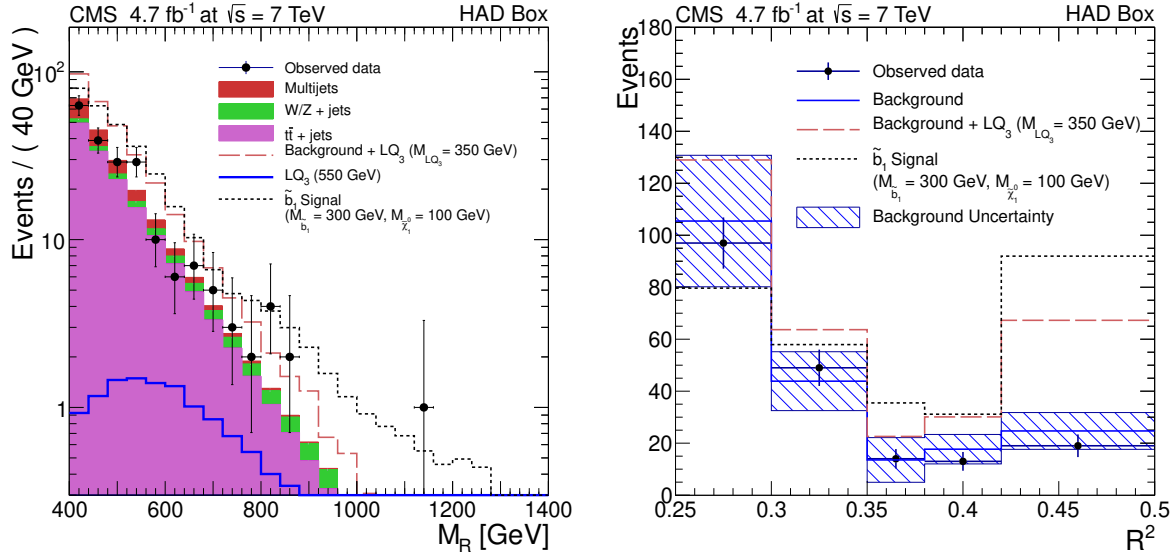 CMS 4.7 fb⁻¹ at √s = 7 TeV HAD Box
Events / ( 40 GeV )
10²
10
1
Observed data
Multijets
W/Z + jets
tt̄ + jets
Background + LQ₃ (M_LQ₃ = 350 GeV)
LQ₃ (550 GeV)
b̃₁ Signal
(M_b̃₁ = 300 GeV, M_χ̃₁⁰ = 100 GeV)
400 600 800 1000 1200 1400
M_R [GeV]
CMS 4.7 fb⁻¹ at √s = 7 TeV HAD Box
Events
180
160
140
120
100
80
60
40
20
0
Observed data
Background
Background + LQ₃ (M_LQ₃ = 350 GeV)
b̃₁ Signal
(M_b̃₁ = 300 GeV, M_χ̃₁⁰ = 100 GeV)
Background Uncertainty
0.25 0.3 0.35 0.4 0.45 0.5
R²